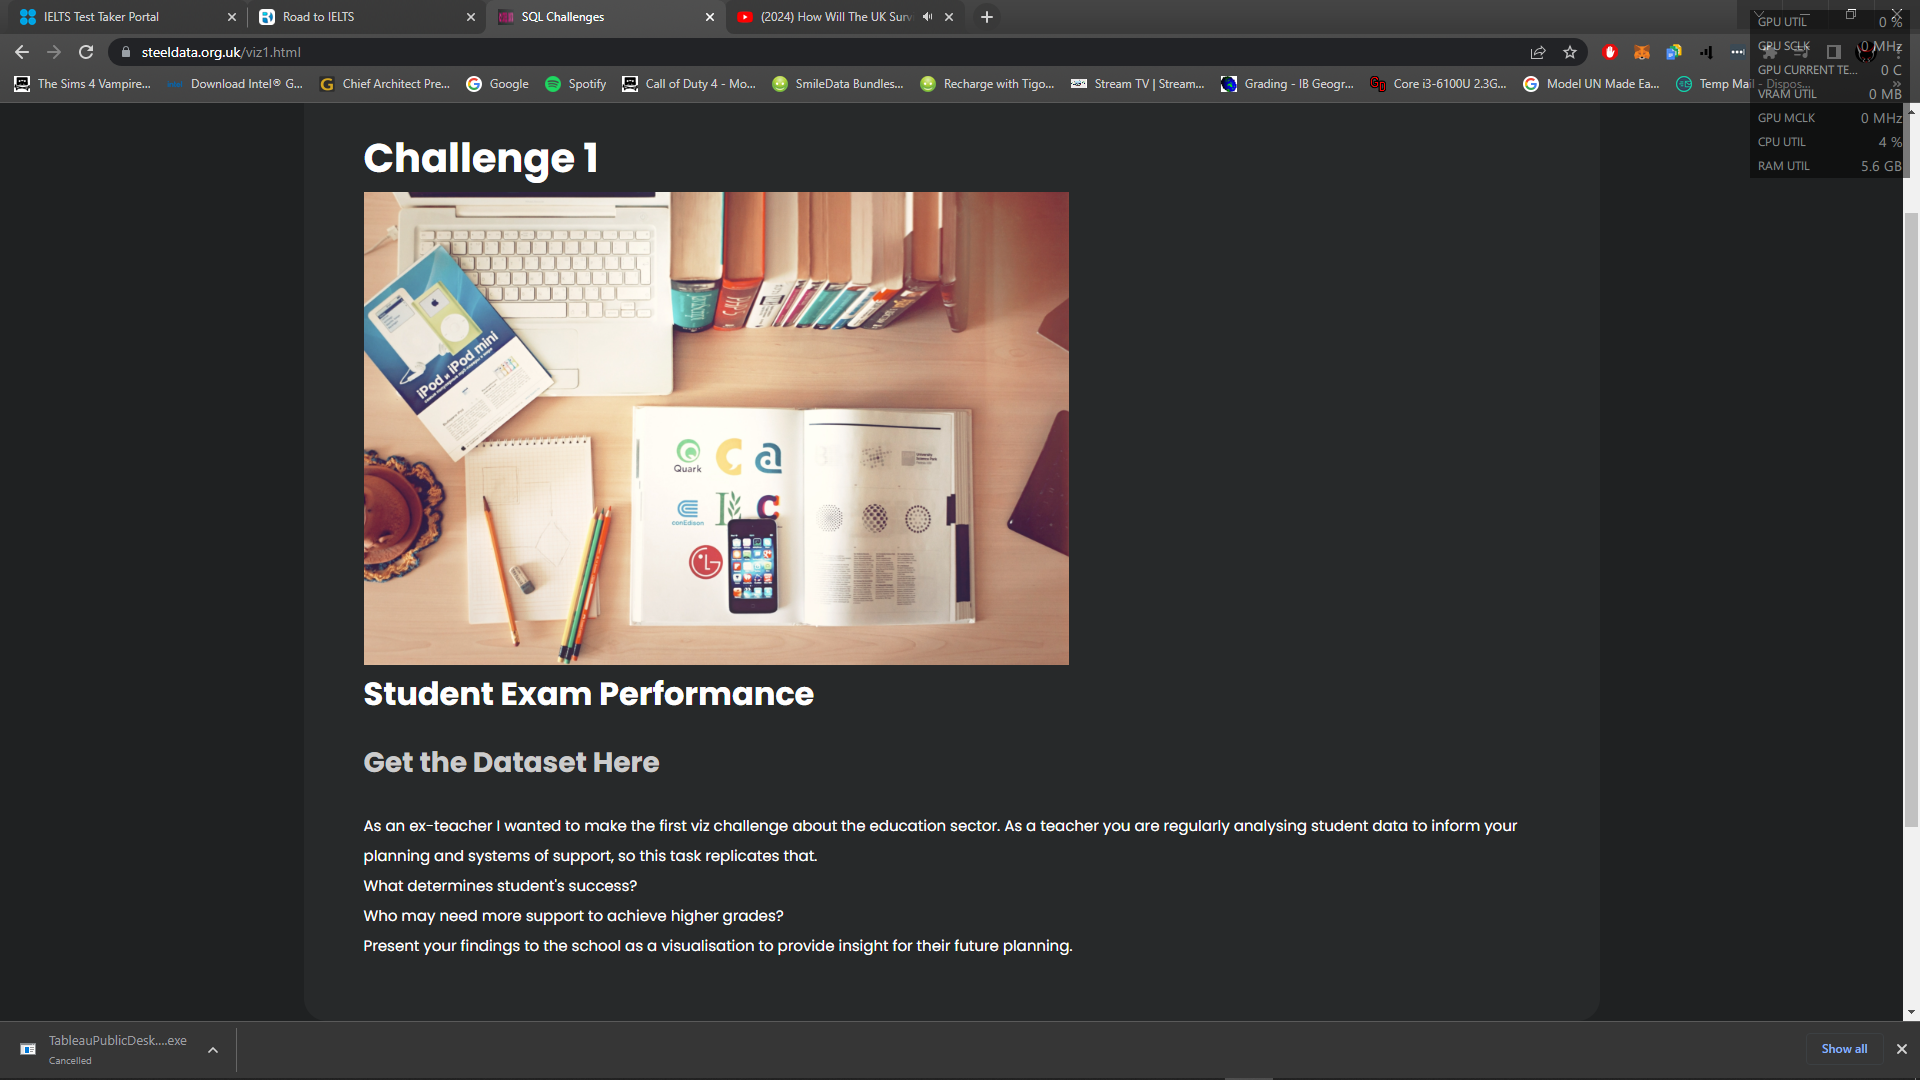 IELTS Test Taker Portal
Road to IELTS
SQL Challenges
(2024) How Will The UK Surv
steeldata.org.uk/viz1.html
The Sims 4 Vampire...
Download Intel® G...
Chief Architect Pre...
Google
Spotify
Call of Duty 4 - Mo...
SmileData Bundles...
Recharge with Tigo...
Stream TV | Stream...
Grading - IB Geogr...
Core i3-6100U 2.3G...
Model UN Made Ea...
Temp Mail - Dispos...
GPU UTIL 0 %
GPU SCLK 0 MHz
GPU CURRENT TE... 0 C
VRAM UTIL 0 MB
GPU MCLK 0 MHz
CPU UTIL 4 %
RAM UTIL 5.6 GB
Challenge 1
iPod и iPod mini
Quark
conEdison
LG
Student Exam Performance
Get the Dataset Here
As an ex-teacher I wanted to make the first viz challenge about the education sector. As a teacher you are regularly analysing student data to inform your
planning and systems of support, so this task replicates that.
What determines student's success?
Who may need more support to achieve higher grades?
Present your findings to the school as a visualisation to provide insight for their future planning.
TableauPublicDesk....exe
Cancelled
Show all